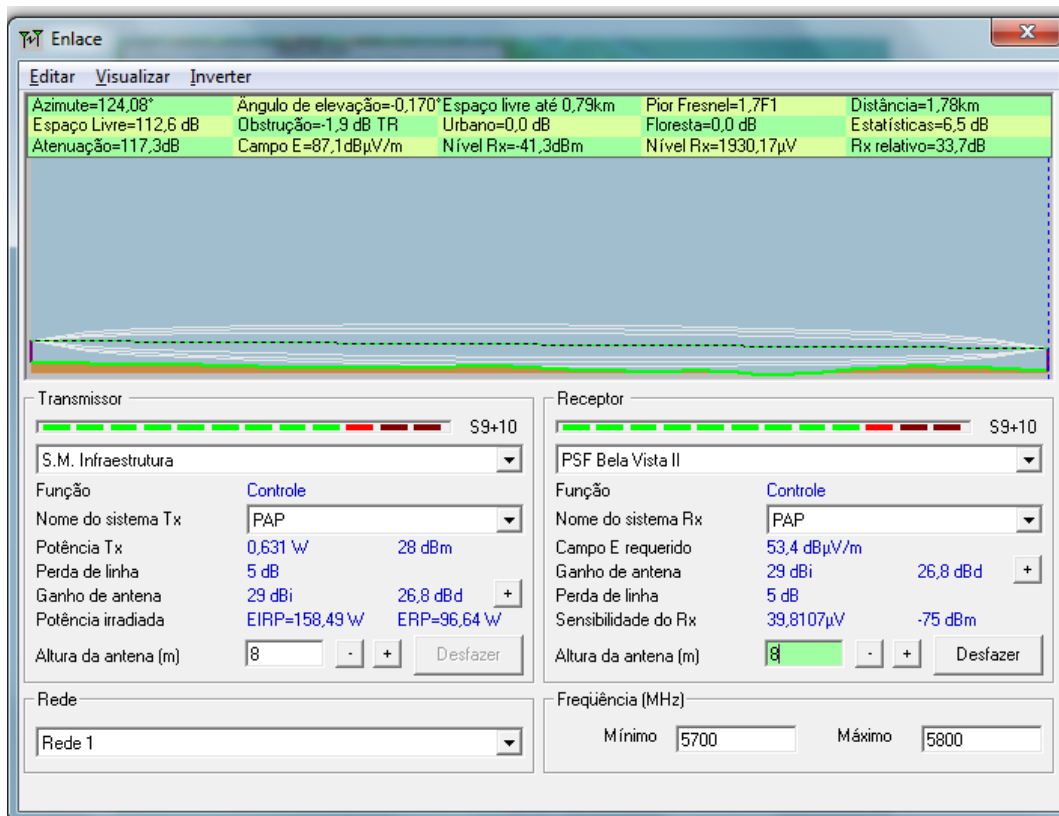 Enlace
Editar Visualizar Inverter
Azimute=124,08° Ângulo de elevação=-0,170° Espaço livre até 0,79km Pior Fresnel=1,7F1 Distância=1,78km
Espaço Livre=112,6 dB Obstrução=-1,9 dB TR Urbano=0,0 dB Floresta=0,0 dB Estatísticas=6,5 dB
Atenuação=117,3dB Campo E=87,1dBµV/m Nível Rx=-41,3dBm Nível Rx=1930,17µV Rx relativo=33,7dB
Transmissor
S9+10
S.M. Infraestrutura
Função Controle
Nome do sistema Tx PAP
Potência Tx 0,631 W 28 dBm
Perda de linha 5 dB
Ganho de antena 29 dBi 26,8 dBd +
Potência irradiada EIRP=158,49 W ERP=96,64 W
Altura da antena (m) 8 - + Desfazer
Receptor
S9+10
PSF Bela Vista II
Função Controle
Nome do sistema Rx PAP
Campo E requerido 53,4 dBµV/m
Ganho de antena 29 dBi 26,8 dBd +
Perda de linha 5 dB
Sensibilidade do Rx 39,8107µV -75 dBm
Altura da antena (m) 8 - + Desfazer
Rede
Rede 1
Freqüência (MHz)
Mínimo 5700 Máximo 5800